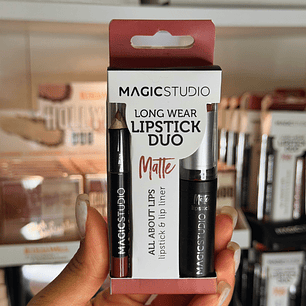 MAGICSTUDIO
LONG WEAR
LIPSTICK
DUO
Matte
ALL ABOUT LIPS
lipstick & lip liner
MAGICSTUDIO
MAGICSTUDIO